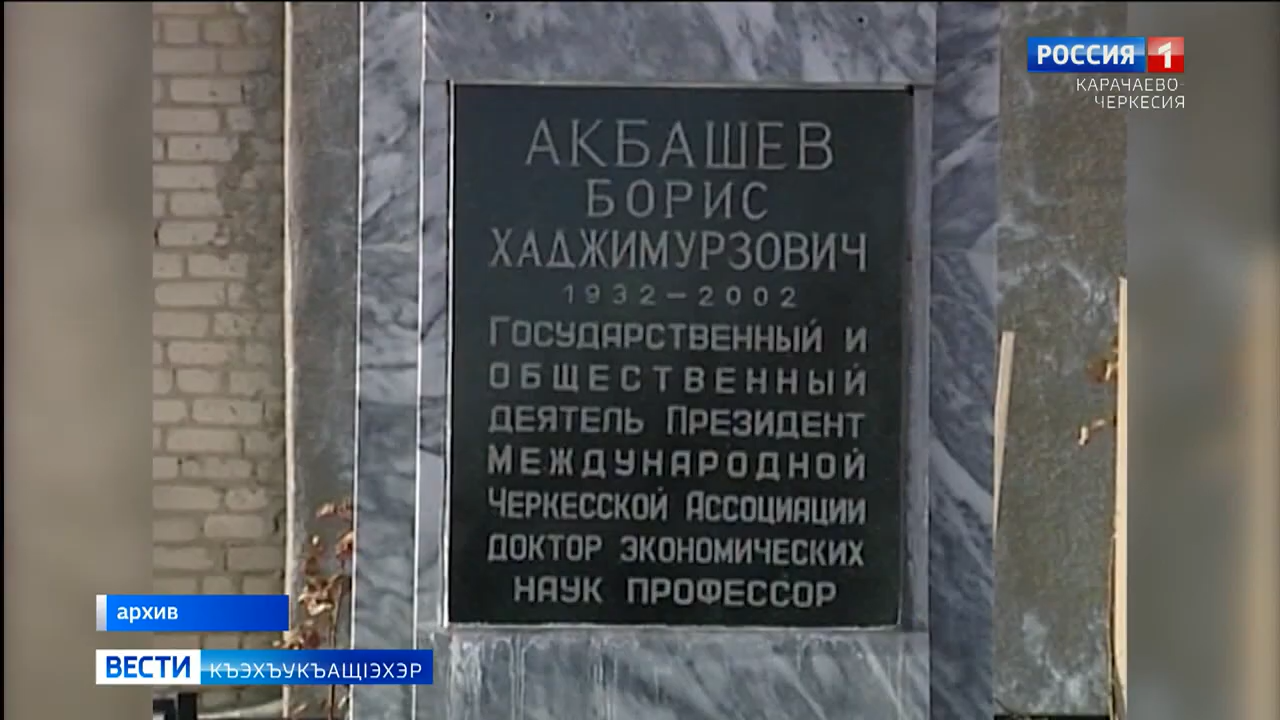 РОССИЯ 1
КАРАЧАЕВО-
ЧЕРКЕСИЯ
АКБАШЕВ
БОРИС
ХАДЖИМУРЗОВИЧ
1932-2002
ГОСУДАРСТВЕННЫЙ И
ОБЩЕСТВЕННЫЙ
ДЕЯТЕЛЬ ПРЕЗИДЕНТ
МЕЖДУНАРОДНОЙ
ЧЕРКЕССКОЙ АССОЦИАЦИИ
ДОКТОР ЭКОНОМИЧЕСКИХ
НАУК ПРОФЕССОР
архив
ВЕСТИ КЪЭХЪУКЪАЩІЭХЭР